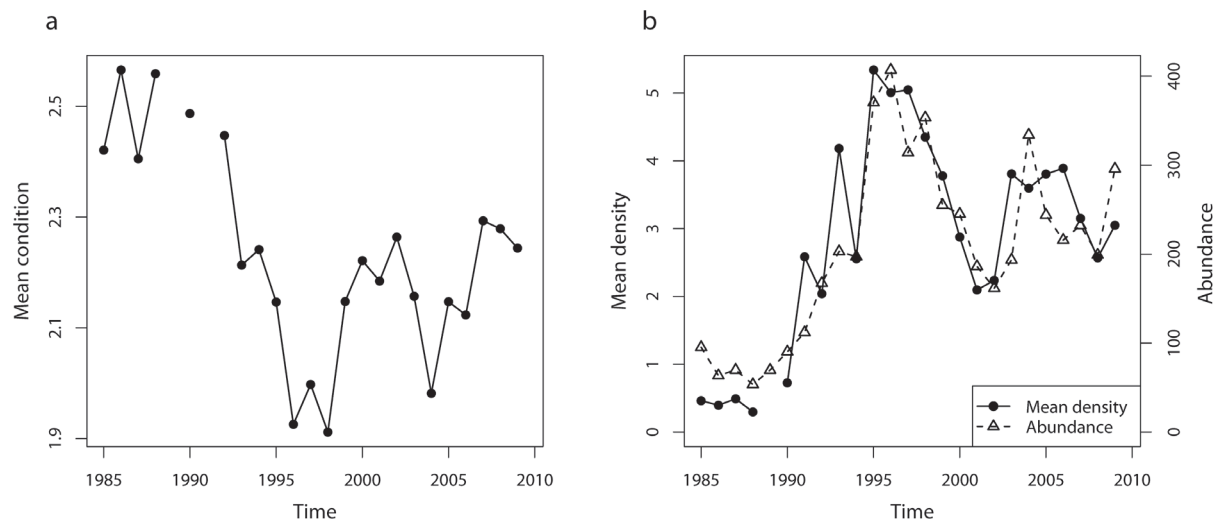 a
2.5
2.3
2.1
1.9
Mean condition
1985 1990 1995 2000 2005 2010
Time
b
5
4
3
2
1
0
Mean density
400
300
200
100
0
Abundance
Mean density
Abundance
1985 1990 1995 2000 2005 2010
Time